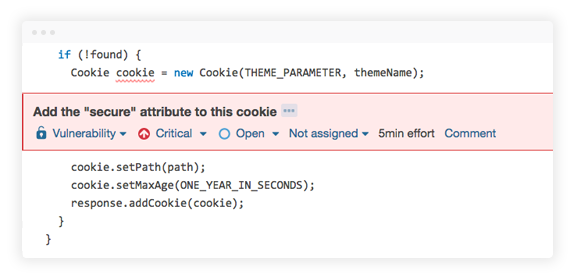 if (!found) {
Cookie cookie = new Cookie(THEME_PARAMETER, themeName);
Add the "secure" attribute to this cookie
Vulnerability Critical Open Not assigned 5min effort Comment
cookie.setPath(path);
cookie.setMaxAge(ONE_YEAR_IN_SECONDS);
response.addCookie(cookie);
}
}